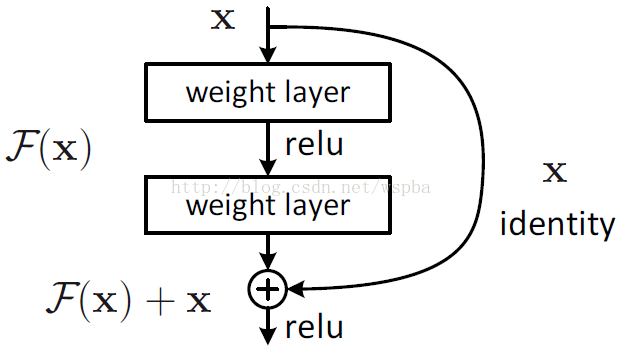 x
weight layer
F(x)
relu
x
http://blog.csdn.net/wspba
weight layer
identity
F(x) + x
+
relu